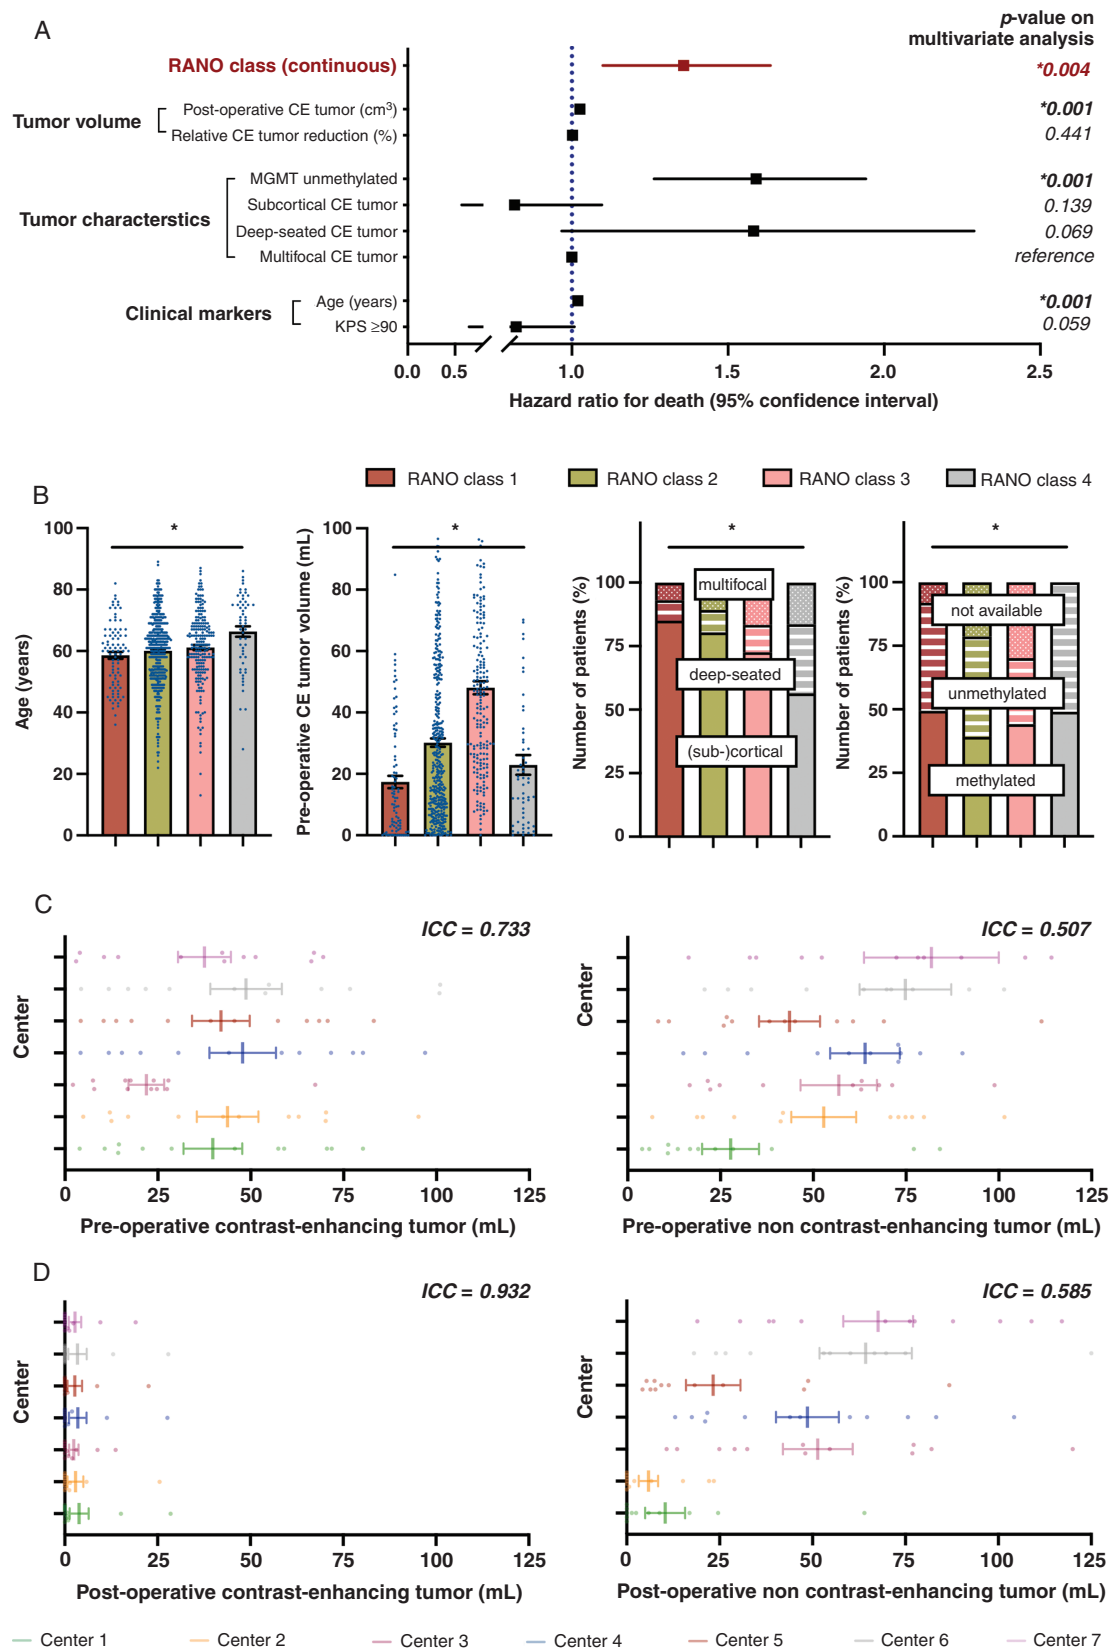 A
p-value on
multivariate analysis
RANO class (continuous)
*0.004
Tumor volume
Post-operative CE tumor (cm³)
*0.001
Relative CE tumor reduction (%)
0.441
Tumor characterstics
MGMT unmethylated
*0.001
Subcortical CE tumor
0.139
Deep-seated CE tumor
0.069
Multifocal CE tumor
reference
Clinical markers
Age (years)
*0.001
KPS ≥90
0.059
0.0 0.5 1.0 1.5 2.0 2.5
Hazard ratio for death (95% confidence interval)
B
RANO class 1
RANO class 2
RANO class 3
RANO class 4
Age (years)
100
80
60
40
20
0
*
Pre-operative CE tumor volume (mL)
100
80
60
40
20
0
*
Number of patients (%)
100
75
50
25
0
*
multifocal
deep-seated
(sub-)cortical
Number of patients (%)
100
75
50
25
0
*
not available
unmethylated
methylated
C
ICC = 0.733
Center
0 25 50 75 100 125
Pre-operative contrast-enhancing tumor (mL)
ICC = 0.507
Center
0 25 50 75 100 125
Pre-operative non contrast-enhancing tumor (mL)
D
ICC = 0.932
Center
0 25 50 75 100 125
Post-operative contrast-enhancing tumor (mL)
ICC = 0.585
Center
0 25 50 75 100 125
Post-operative non contrast-enhancing tumor (mL)
Center 1
Center 2
Center 3
Center 4
Center 5
Center 6
Center 7